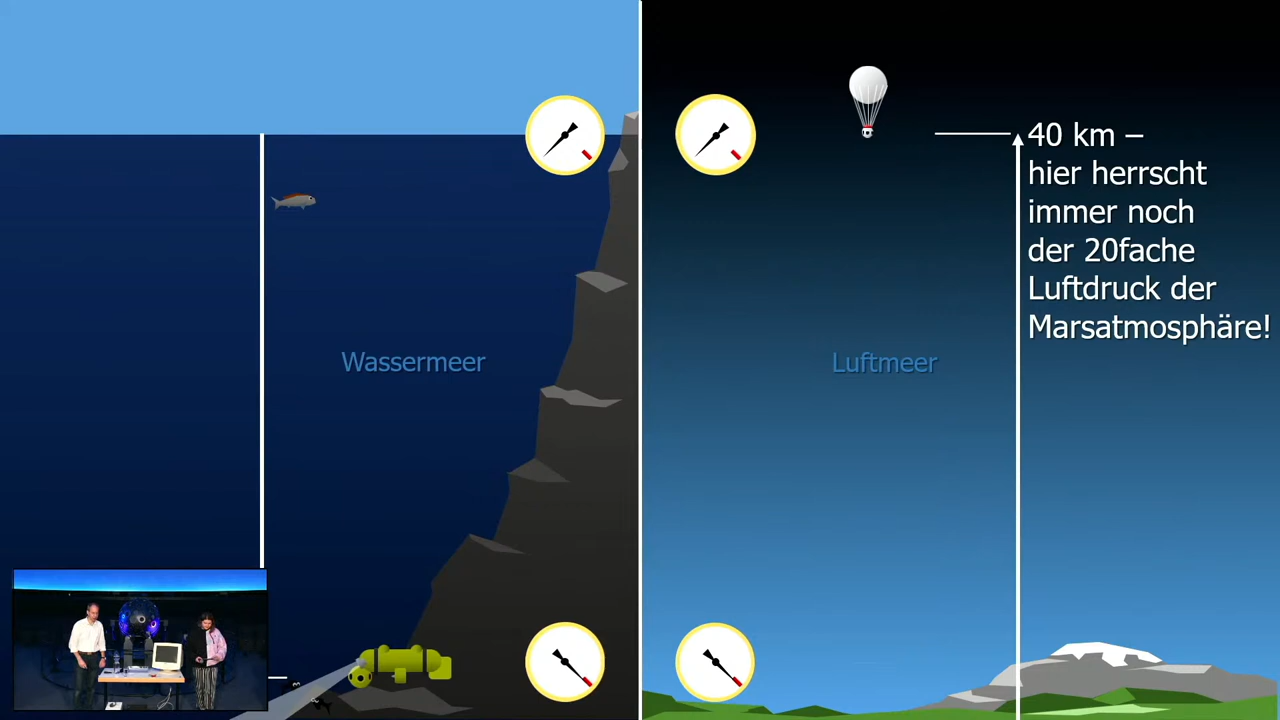 Wassermeer
Luftmeer
40 km –
hier herrscht
immer noch
der 20fache
Luftdruck der
Marsatmosphäre!